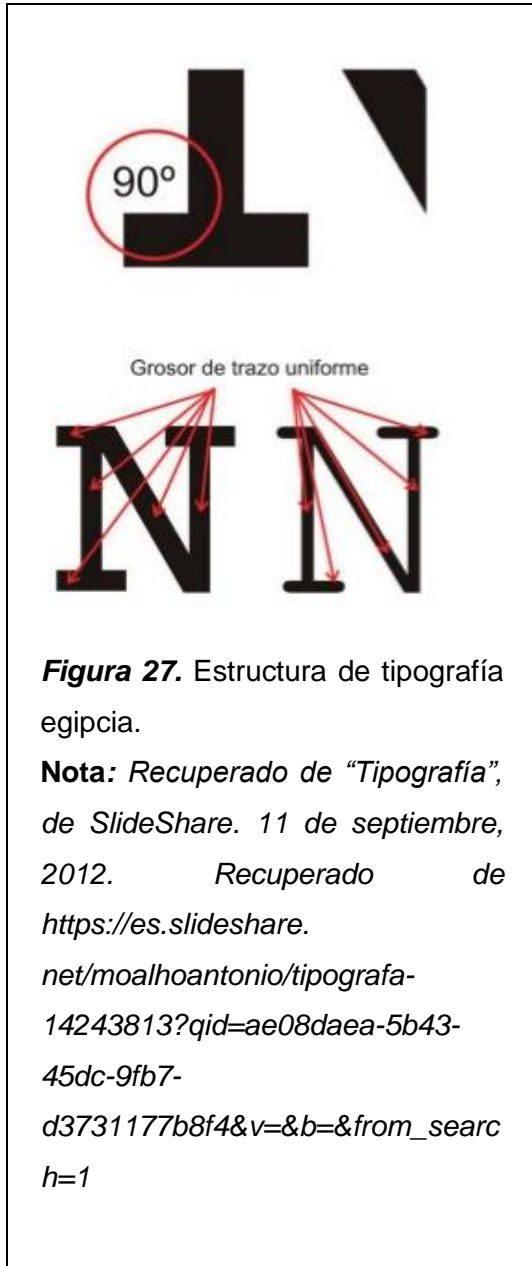 90º
Grosor de trazo uniforme
N N
Figura 27. Estructura de tipografía
egipcia.
Nota: Recuperado de “Tipografía”,
de SlideShare. 11 de septiembre,
2012. Recuperado de
https://es.slideshare.
net/moalhoantonio/tipografa-
14243813?qid=ae08daea-5b43-
45dc-9fb7-
d3731177b8f4&v=&b=&from_searc
h=1